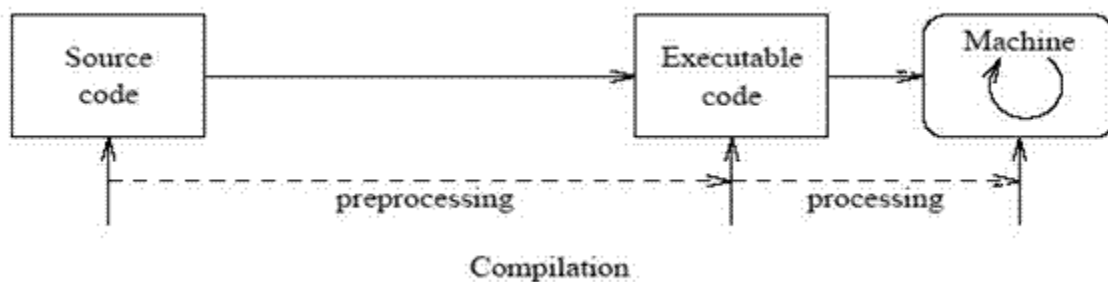 Source
code
Executable
code
Machine
preprocessing
processing
Compilation